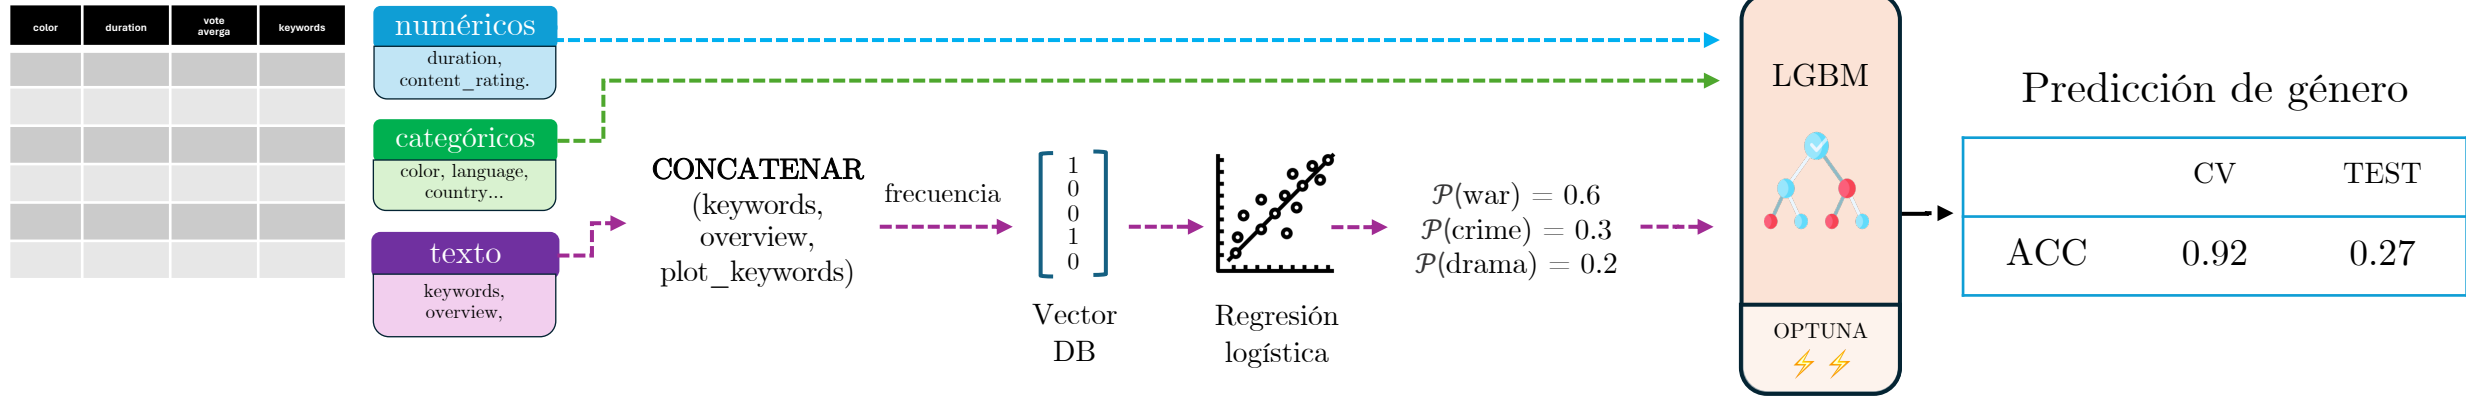 color
duration
vote
averga
keywords
numéricos
duration,
content_rating.
categóricos
color, language,
country...
texto
keywords,
overview,
CONCATENAR
(keywords,
overview,
plot_keywords)
frecuencia
1
0
0
1
0
Vector
DB
Regresión
logística
𝒫(war) = 0.6
𝒫(crime) = 0.3
𝒫(drama) = 0.2
LGBM
OPTUNA
Predicción de género
CV TEST
ACC 0.92 0.27